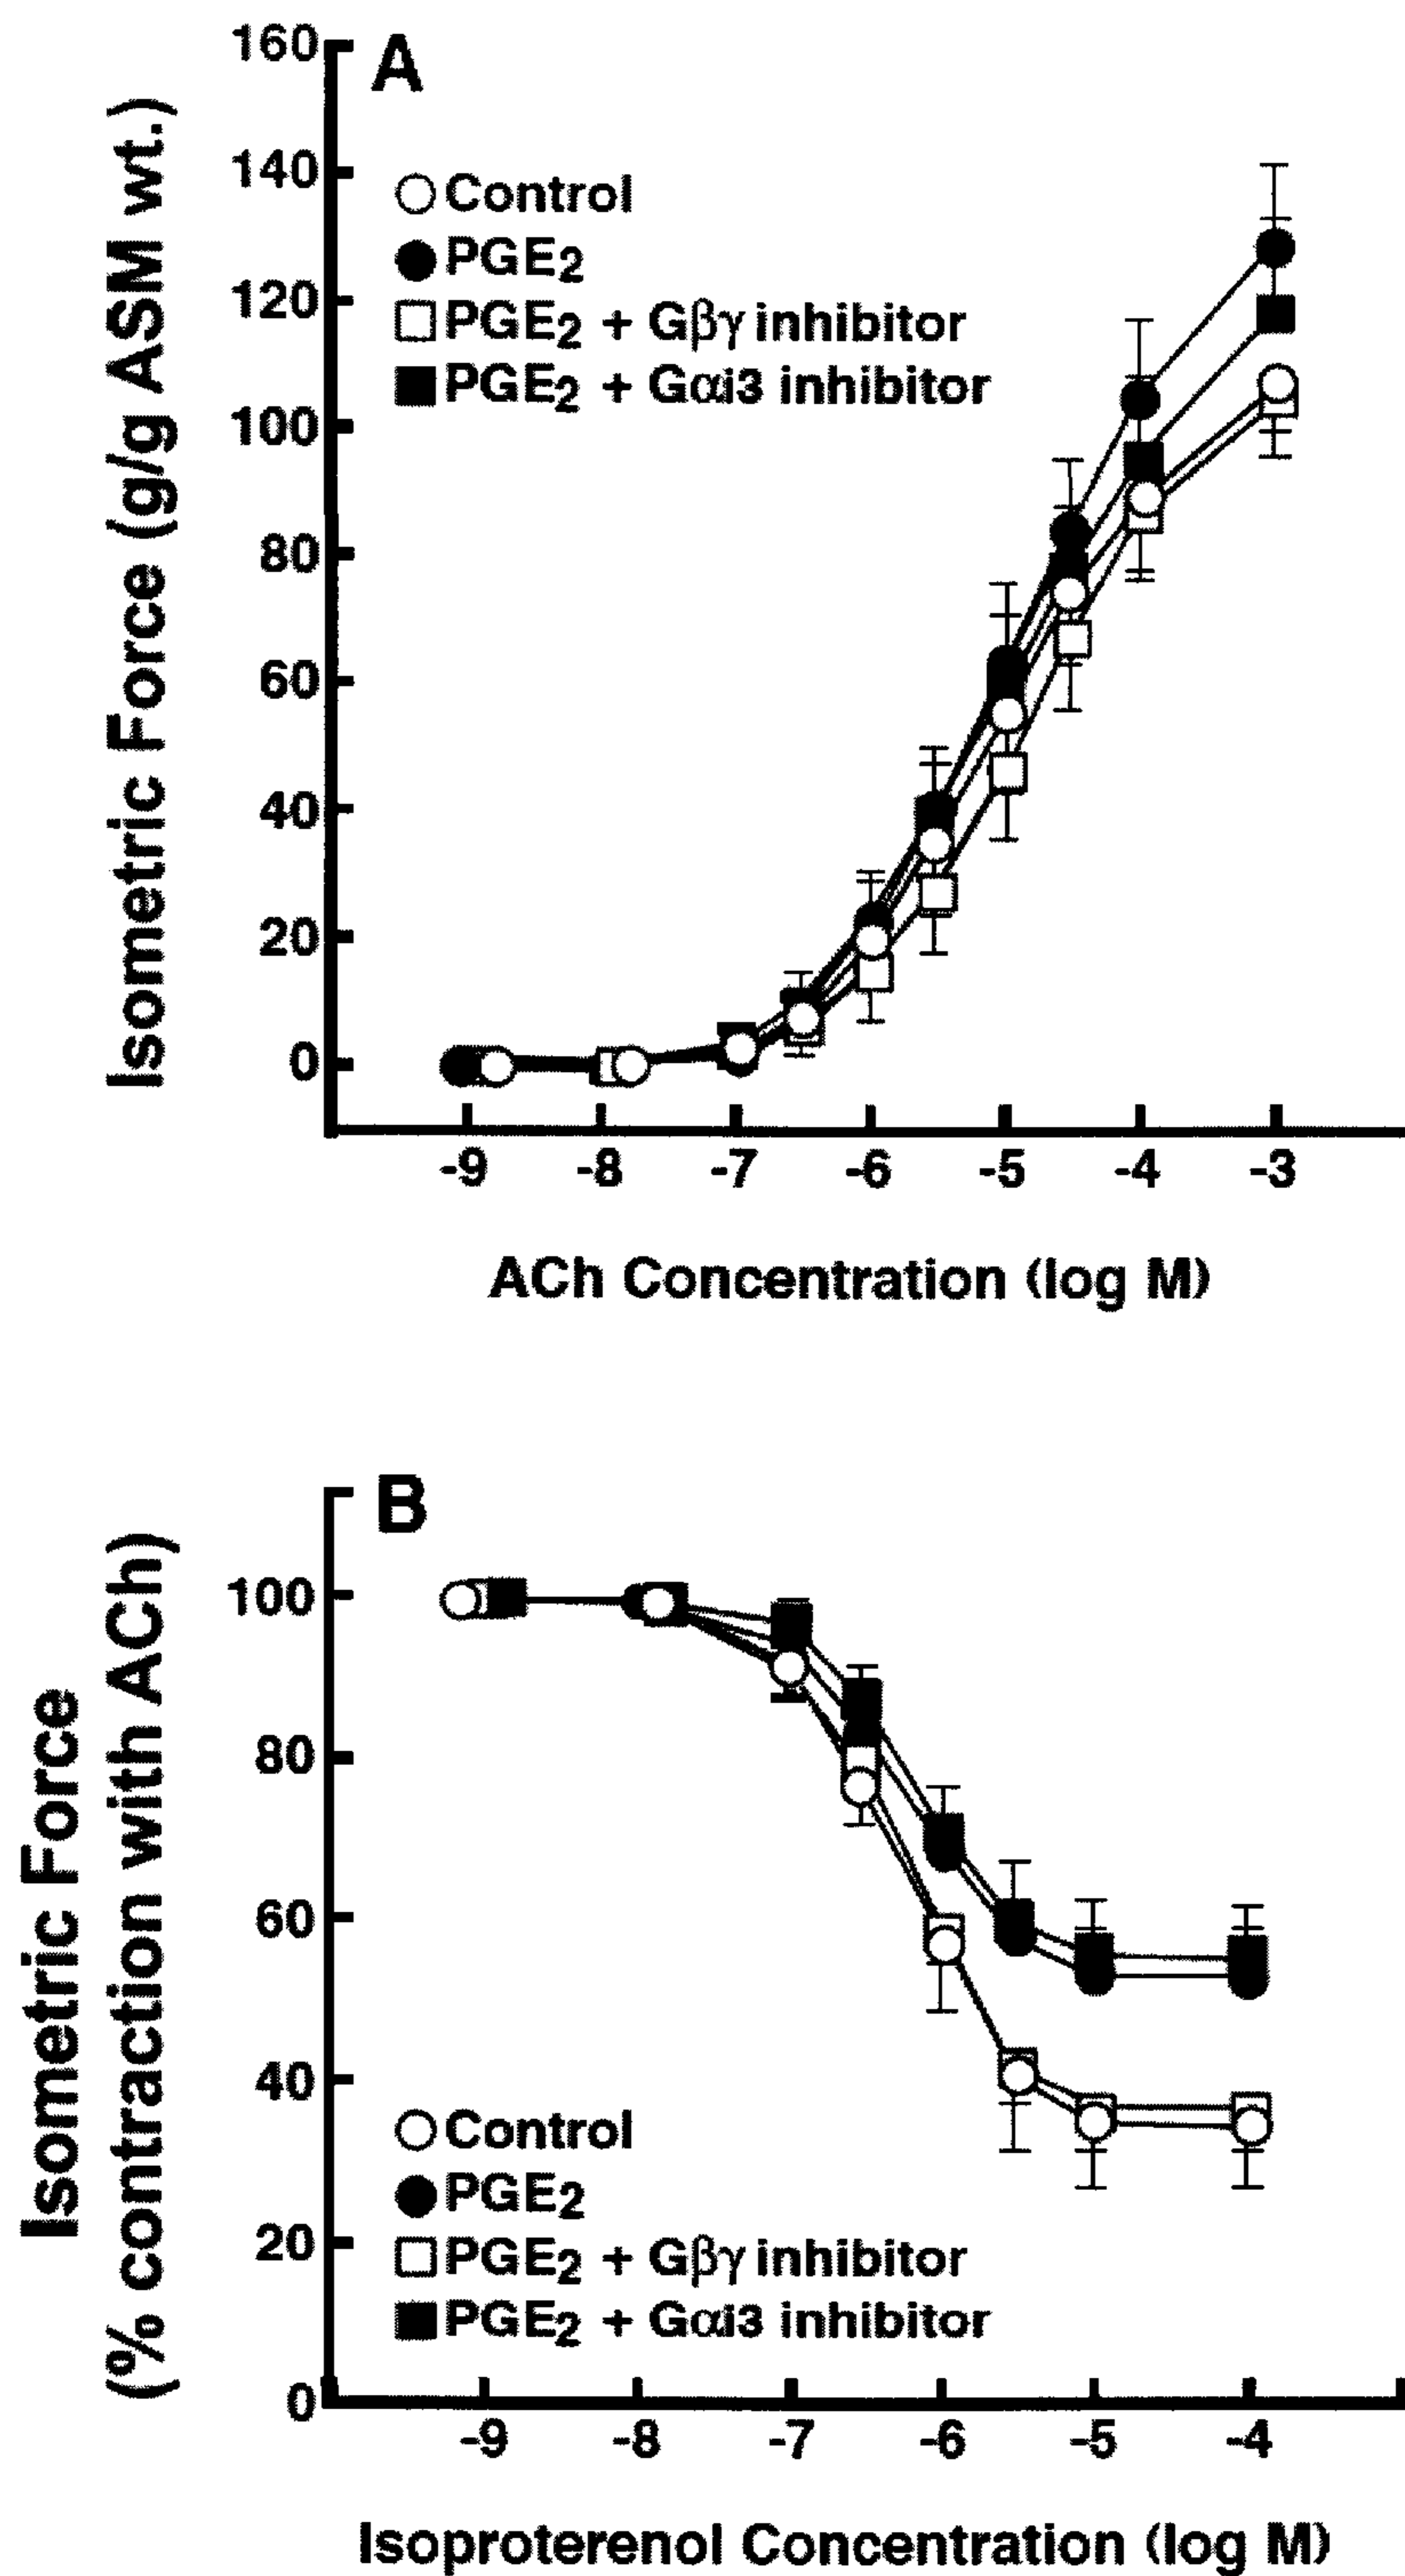 A
Isometric Force (g/g ASM wt.)
160
140
120
100
80
60
40
20
0
Control
PGE2
PGE2 + Gβγ inhibitor
PGE2 + Gαi3 inhibitor
-9 -8 -7 -6 -5 -4 -3
ACh Concentration (log M)
B
Isometric Force
(% contraction with ACh)
100
80
60
40
20
0
Control
PGE2
PGE2 + Gβγ inhibitor
PGE2 + Gαi3 inhibitor
-9 -8 -7 -6 -5 -4
Isoproterenol Concentration (log M)